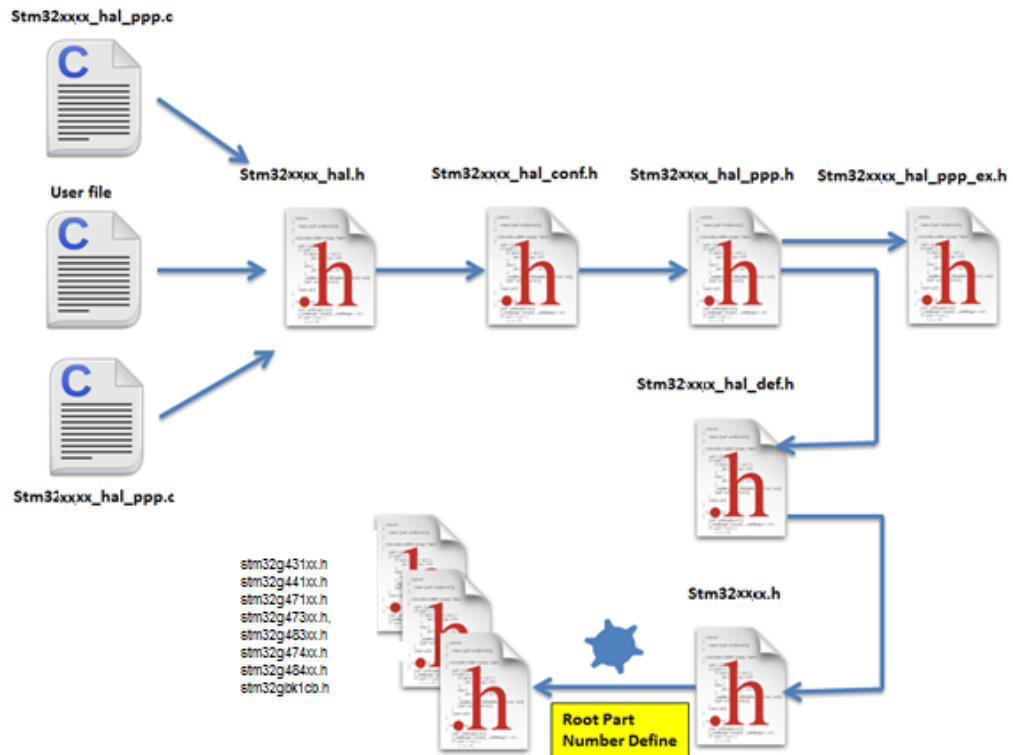 Stm32xxxx_hal_ppp.c
C
User file
C
C
Stm32xxxx_hal_ppp.c
Stm32xxxx_hal.h
Stm32xxxx_hal_conf.h
Stm32xxxx_hal_ppp.h
Stm32xxxx_hal_ppp_ex.h
.h
.h
.h
.h
Stm32xxxx_hal_def.h
.h
Stm32xxxx.h
.h
stm32g431xx.h
stm32g441xx.h
stm32g471xx.h
stm32g473xx.h,
stm32g483xx.h
stm32g474xx.h
stm32g484xx.h
stm32gbk1cb.h
.h
.h
.h
Root Part
Number Define